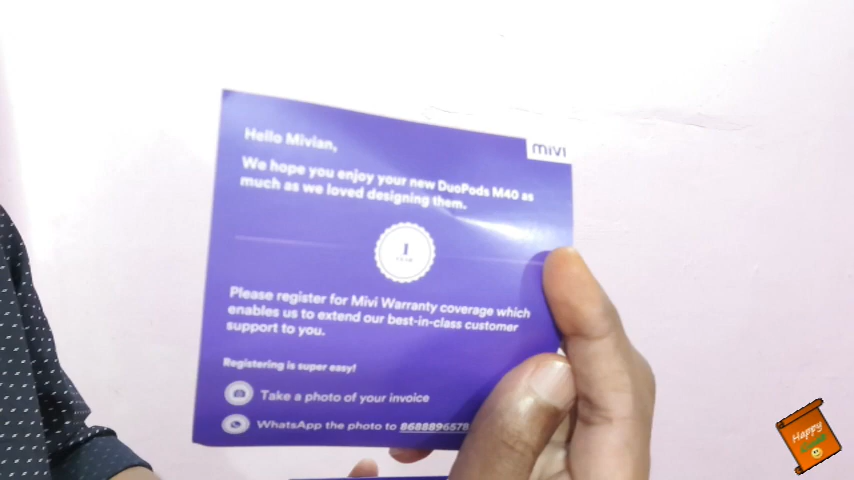 Hello Mivian,
mivi
We hope you enjoy your new DuoPods M40 as
much as we loved designing them.
1
YEAR
Please register for Mivi Warranty coverage which
enables us to extend our best-in-class customer
support to you.
Registering is super easy!
Take a photo of your invoice
WhatsApp the photo to 8688896578
Happy